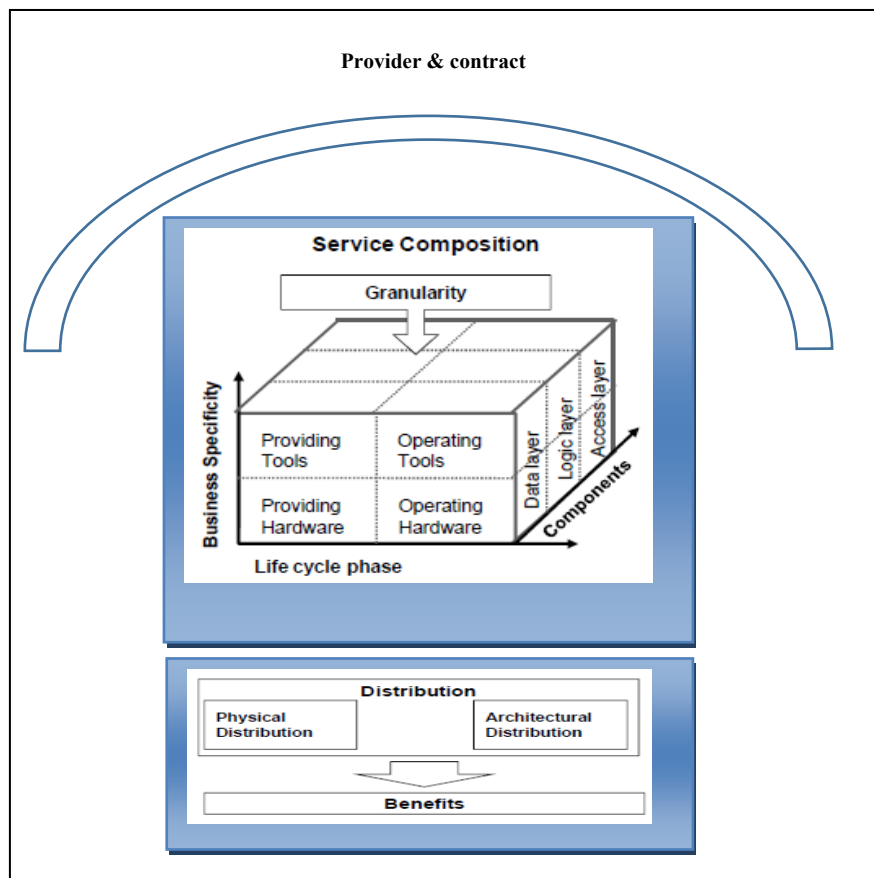 Provider & contract
Service Composition
Granularity
Business Specificity
Providing
Tools
Operating
Tools
Providing
Hardware
Operating
Hardware
Data layer
Logic layer
Access layer
Components
Life cycle phase
Distribution
Physical
Distribution
Architectural
Distribution
Benefits